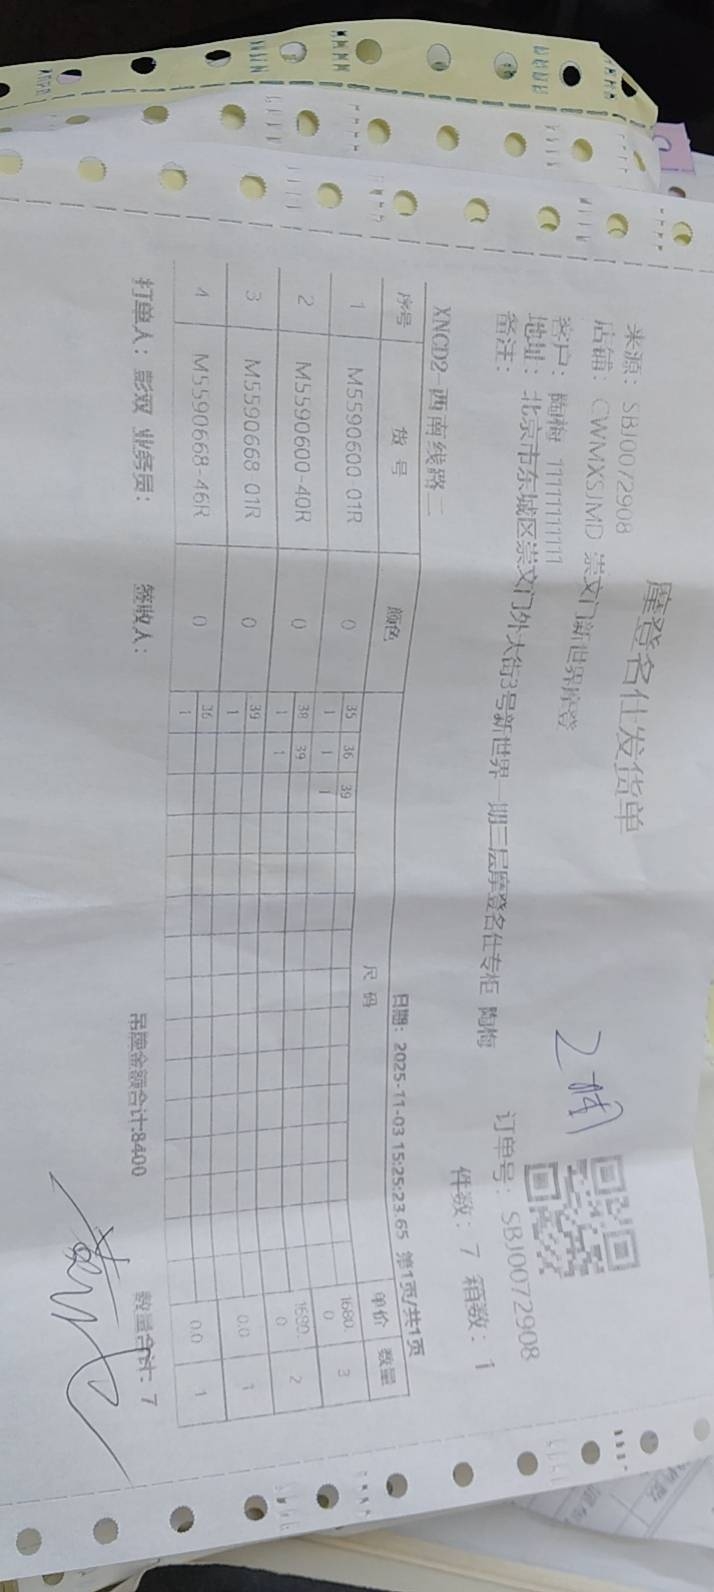 摩登名仕发货单
来源：SBJ0072908
订单号：SBJ0072908
店铺：CWMXSJMD 崇文门新世界摩登
客户：陶梅 11111111111
件数：7 箱数：1
地址：北京市东城区崇文门外大街3号新世界一期三层摩登名仕专柜 陶梅
备注：
XNCD2-西南线路二
日期：2025-11-03 15:25:23.65 第1页/共1页
序号 货号 颜色 尺码 单价 数量
1 M5590600-01R 0 35 36 39 1680.0 3
1 1 1
2 M5590600-40R 0 38 39 1680.0 2
1 1
3 M5590668-01R 0 39 0.0 1
1
4 M5590668-46R 0 36 0.0 1
1
吊牌金额合计:8400 数量合计：7
打单人：彭双 业务员： 签收人：